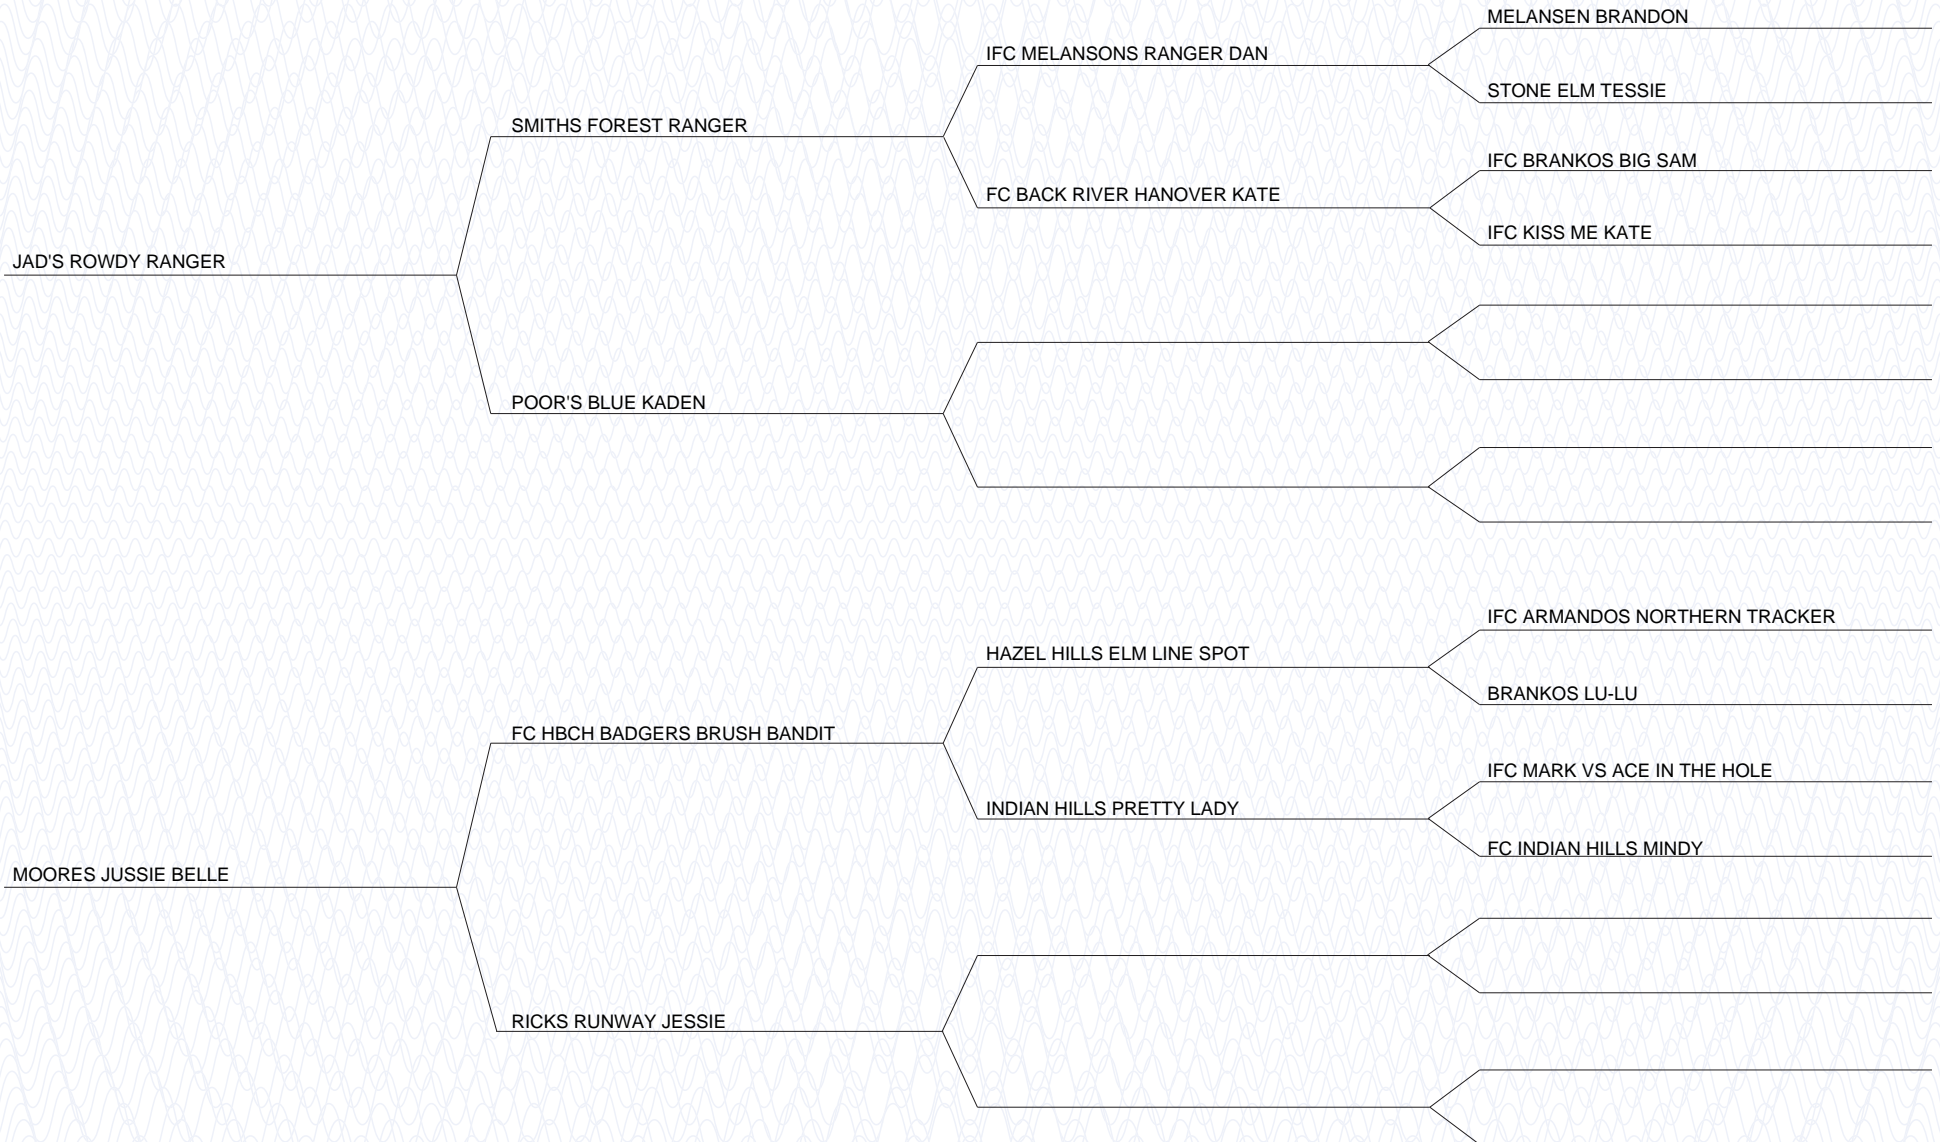 MELANSEN BRANDON
IFC MELANSONS RANGER DAN
STONE ELM TESSIE
SMITHS FOREST RANGER
IFC BRANKOS BIG SAM
FC BACK RIVER HANOVER KATE
IFC KISS ME KATE
JAD'S ROWDY RANGER
POOR'S BLUE KADEN
IFC ARMANDOS NORTHERN TRACKER
HAZEL HILLS ELM LINE SPOT
BRANKOS LU-LU
FC HBCH BADGERS BRUSH BANDIT
IFC MARK VS ACE IN THE HOLE
INDIAN HILLS PRETTY LADY
FC INDIAN HILLS MINDY
MOORES JUSSIE BELLE
RICKS RUNWAY JESSIE